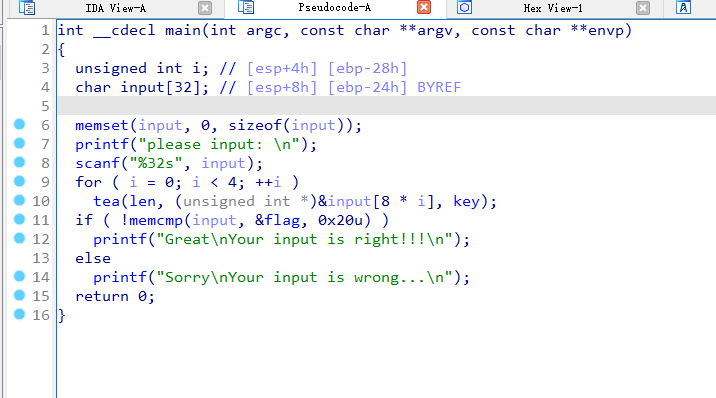 IDA View-A Pseudocode-A Hex View-1 A
1 int __cdecl main(int argc, const char **argv, const char **envp)
2 {
3   unsigned int i; // [esp+4h] [ebp-28h]
4   char input[32]; // [esp+8h] [ebp-24h] BYREF
5
6   memset(input, 0, sizeof(input));
7   printf("please input: \n");
8   scanf("%32s", input);
9   for ( i = 0; i < 4; ++i )
10     tea(len, (unsigned int *)&input[8 * i], key);
11   if ( !memcmp(input, &flag, 0x20u) )
12     printf("Great\nYour input is right!!!\n");
13   else
14     printf("Sorry\nYour input is wrong...\n");
15   return 0;
16 }